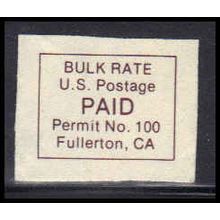 BULK RATE
U.S. Postage
PAID
Permit No. 100
Fullerton, CA